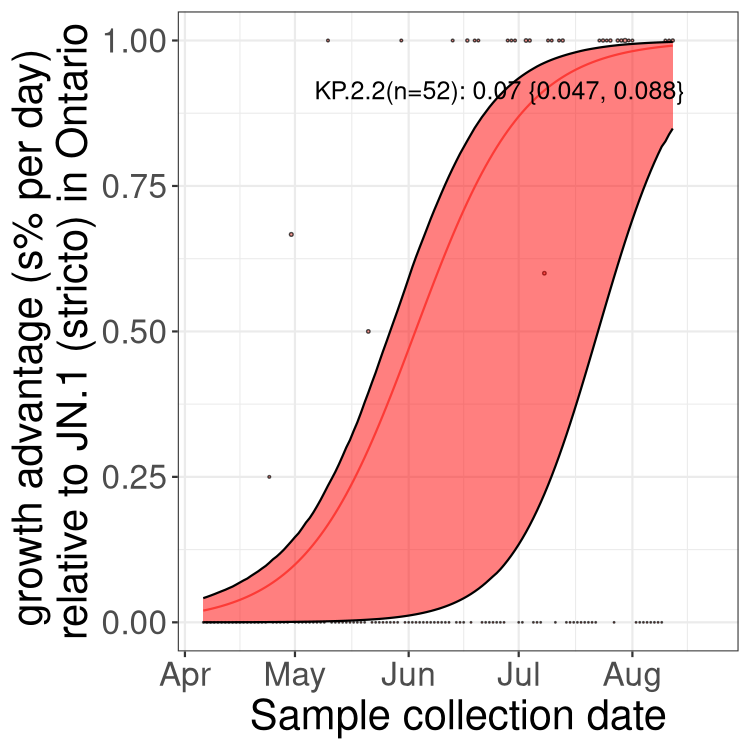 growth advantage (s% per day)
relative to JN.1 (stricto) in Ontario
1.00
0.75
0.50
0.25
0.00
KP.2.2(n=52): 0.07 {0.047, 0.088}
Apr May Jun Jul Aug
Sample collection date